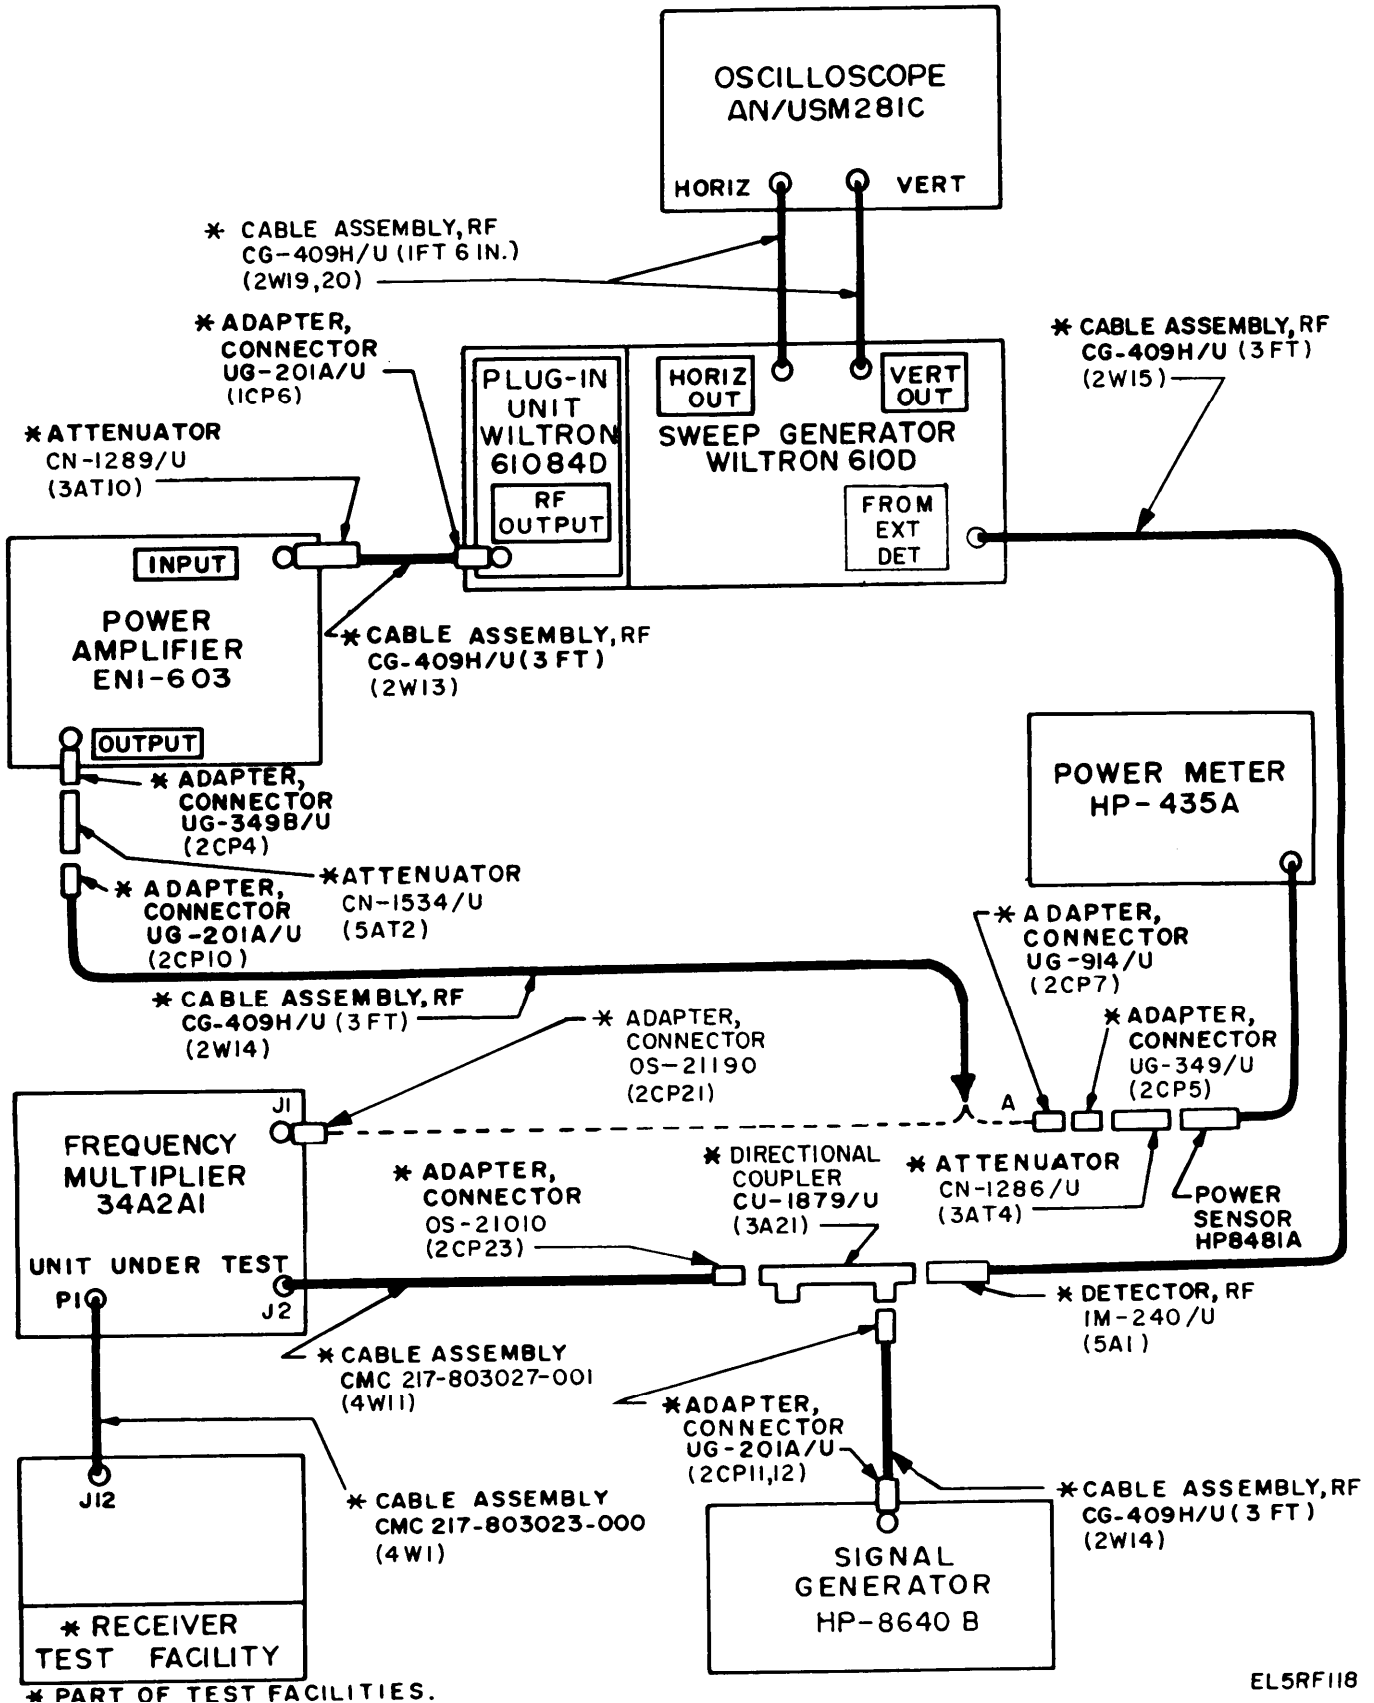 OSCILLOSCOPE
AN/USM281C
HORIZ
VERT
* CABLE ASSEMBLY, RF
CG-409H/U (1FT 6 IN.)
(2W19,20)
* ADAPTER,
CONNECTOR
UG-201A/U
(1CP6)
* CABLE ASSEMBLY, RF
CG-409H/U (3 FT)
(2W15)
* ATTENUATOR
CN-1289/U
(3AT10)
PLUG-IN
UNIT
WILTRON
61084D
RF
OUTPUT
HORIZ
OUT
VERT
OUT
SWEEP GENERATOR
WILTRON 610D
FROM
EXT
DET
INPUT
POWER
AMPLIFIER
ENI-603
OUTPUT
* CABLE ASSEMBLY, RF
CG-409H/U (3 FT)
(2W13)
* ADAPTER,
CONNECTOR
UG-349B/U
(2CP4)
* ATTENUATOR
CN-1534/U
(5AT2)
* ADAPTER,
CONNECTOR
UG-201A/U
(2CP10)
POWER METER
HP-435A
* CABLE ASSEMBLY, RF
CG-409H/U (3 FT)
(2W14)
* ADAPTER,
CONNECTOR
OS-21190
(2CP21)
* ADAPTER,
CONNECTOR
UG-914/U
(2CP7)
* ADAPTER,
CONNECTOR
UG-349/U
(2CP5)
A
J1
FREQUENCY
MULTIPLIER
34A2A1
UNIT UNDER TEST
P1
J2
* ADAPTER,
CONNECTOR
OS-21010
(2CP23)
* DIRECTIONAL
COUPLER
CU-1879/U
(3A21)
* ATTENUATOR
CN-1286/U
(3AT4)
POWER
SENSOR
HP8481A
* DETECTOR, RF
IM-240/U
(5A1)
* CABLE ASSEMBLY
CMC 217-803027-001
(4W11)
* ADAPTER,
CONNECTOR
UG-201A/U
(2CP11,12)
J12
* CABLE ASSEMBLY
CMC 217-803023-000
(4W1)
* CABLE ASSEMBLY, RF
CG-409H/U (3 FT)
(2W14)
SIGNAL
GENERATOR
HP-8640 B
* RECEIVER
TEST FACILITY
* PART OF TEST FACILITIES.
EL5RF118